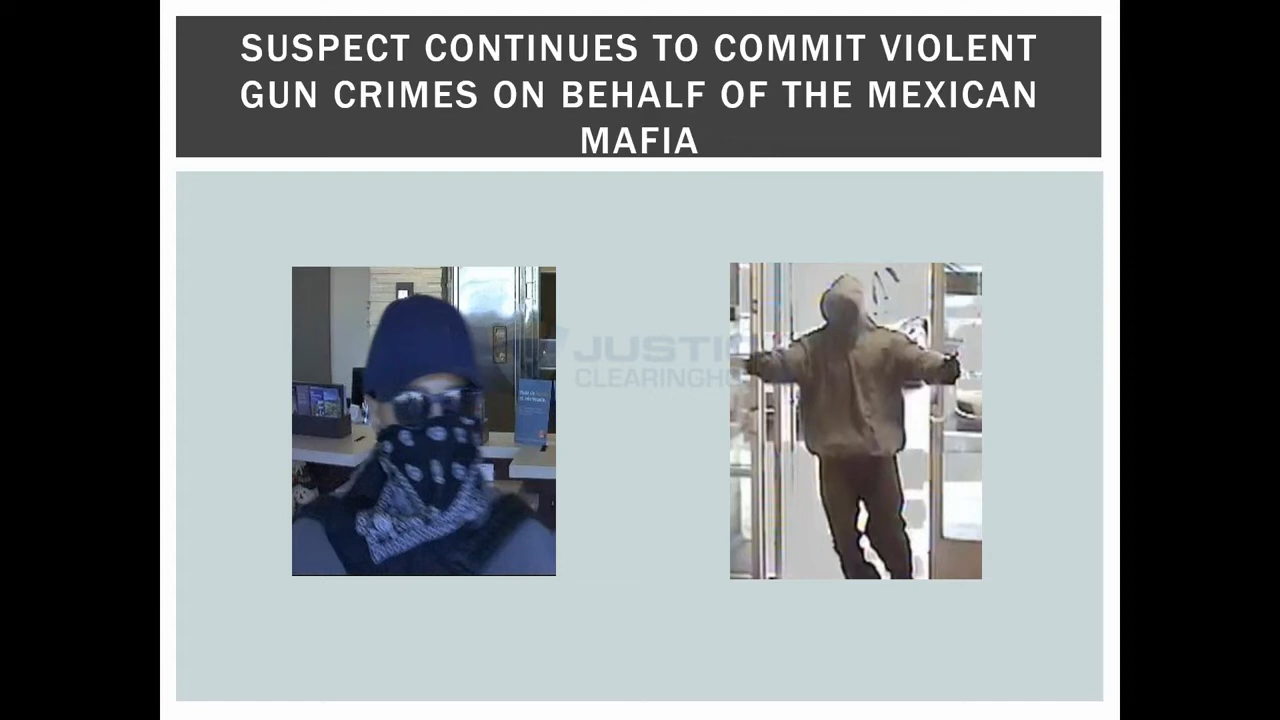 SUSPECT CONTINUES TO COMMIT VIOLENT
GUN CRIMES ON BEHALF OF THE MEXICAN
MAFIA